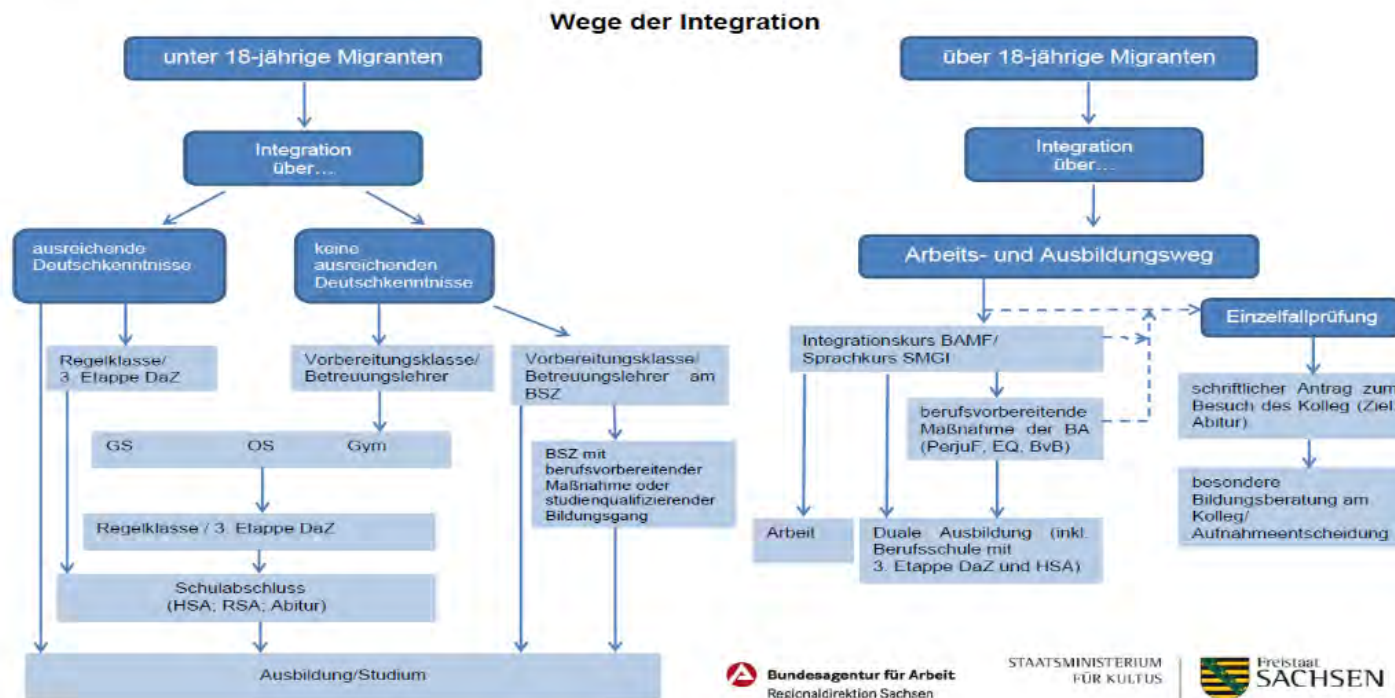 Wege der Integration
unter 18-jährige Migranten
Integration
über...
ausreichende
Deutschkenntnisse
keine
ausreichenden
Deutschkenntnisse
Regelklasse/
3. Etappe DaZ
Vorbereitungsklasse/
Betreuungslehrer
Vorbereitungsklasse/
Betreuungslehrer am
BSZ
GS OS Gym
BSZ mit
berufsvorbereitender
Maßnahme oder
studienqualifizierender
Bildungsgang
Regelklasse / 3. Etappe DaZ
Schulabschluss
(HSA; RSA; Abitur)
Ausbildung/Studium
über 18-jährige Migranten
Integration
über...
Arbeits- und Ausbildungsweg
Einzelfallprüfung
Integrationskurs BAMF/
Sprachkurs SMGI
schriftlicher Antrag zum
Besuch des Kolleg (Ziel:
Abitur)
berufsvorbereitende
Maßnahme der BA
(PerjuF, EQ, BvB)
besondere
Bildungsberatung am
Kolleg/
Aufnahmeentscheidung
Arbeit
Duale Ausbildung (inkl.
Berufsschule mit
3. Etappe DaZ und HSA)
Bundesagentur für Arbeit
Regionaldirektion Sachsen
STAATSMINISTERIUM
FÜR KULTUS
Freistaat
SACHSEN